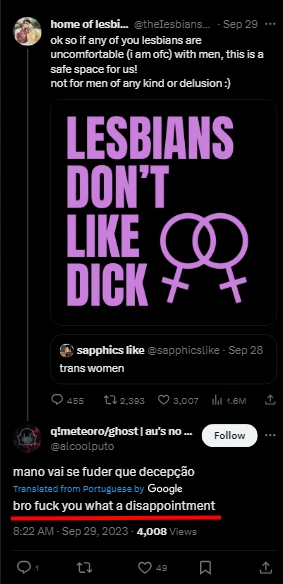 home of lesbi... @thelesbians... · Sep 29
ok so if any of you lesbians are
uncomfortable (i am ofc) with men, this is a
safe space for us!
not for men of any kind or delusion :)
LESBIANS
DON'T
LIKE
DICK
sapphics like @sapphicslike · Sep 28
trans women
455 2,393 3,007 1.6M
q!meteoro/ghost | au's no ...
@alcoolputo
Follow
mano vai se fuder que decepção
Translated from Portuguese by Google
bro fuck you what a disappointment
8:22 AM · Sep 29, 2023 · 4,008 Views
1 49